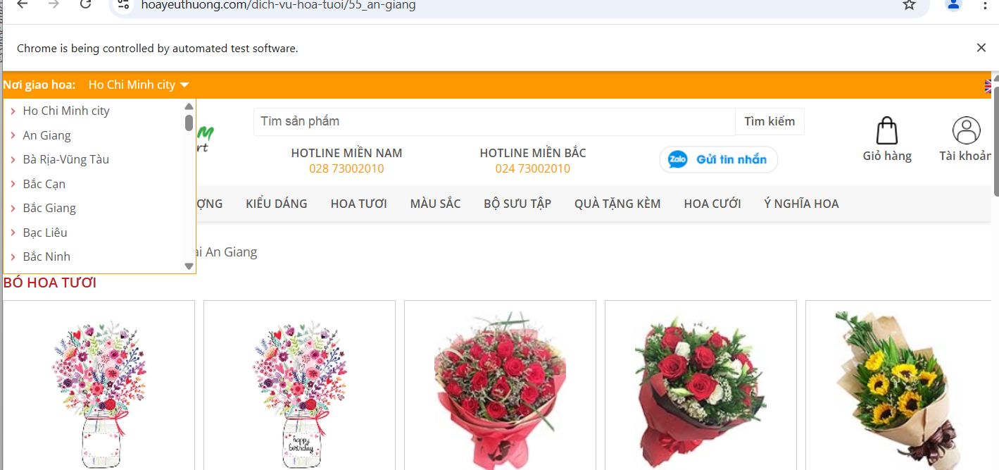 hoayeuthuong.com/dich-vu-hoa-tuoi/55_an-giang
Chrome is being controlled by automated test software.
Nơi giao hoa: Ho Chi Minh city
Ho Chi Minh city
An Giang
Bà Rịa-Vũng Tàu
Bắc Cạn
Bắc Giang
Bạc Liêu
Bắc Ninh
Tìm sản phẩm
Tìm kiếm
HOTLINE MIỀN NAM
028 73002010
HOTLINE MIỀN BẮC
024 73002010
Zalo Gửi tin nhắn
Giỏ hàng
Tài khoản
KIỂU DÁNG HOA TƯƠI MÀU SẮC BỘ SƯU TẬP QUÀ TẶNG KÈM HOA CƯỚI Ý NGHĨA HOA
An Giang
BÓ HOA TƯƠI
happy birthday